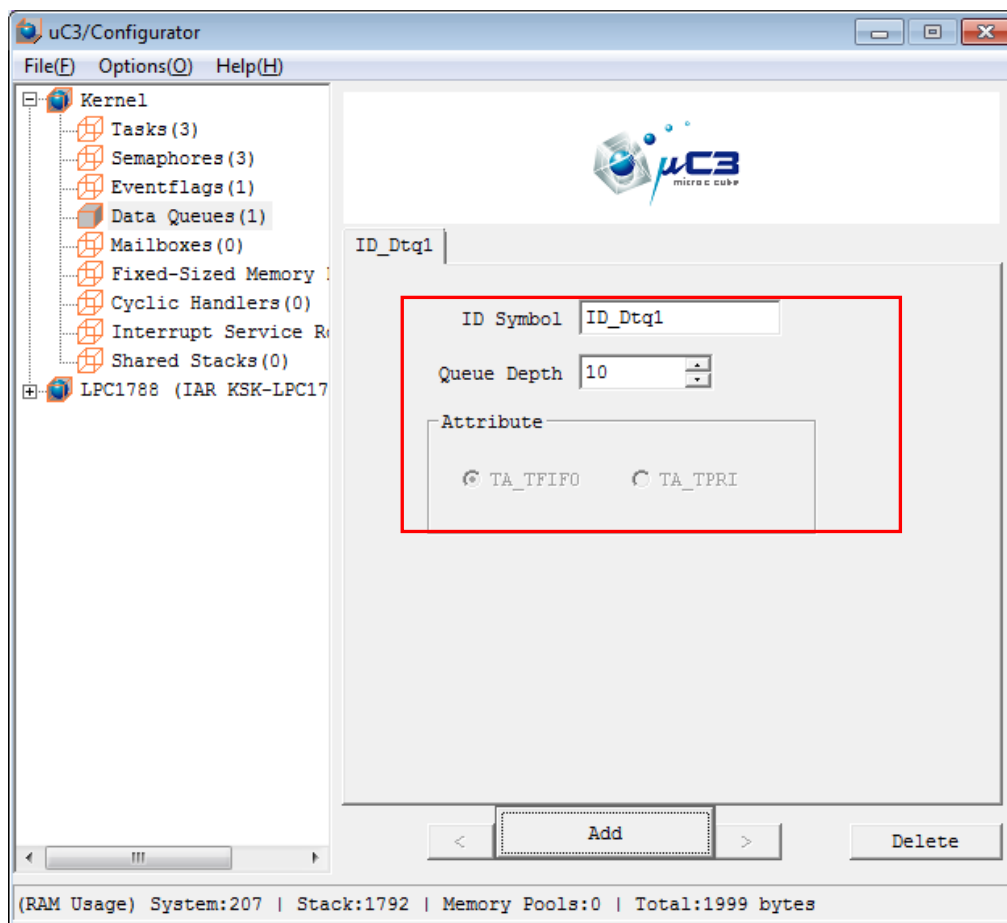 uC3/Configurator
File(F) Options(O) Help(H)
Kernel
Tasks(3)
Semaphores(3)
Eventflags(1)
Data Queues(1)
Mailboxes(0)
Fixed-Sized Memory
Cyclic Handlers(0)
Interrupt Service
Shared Stacks(0)
LPC1788 (IAR KSK-LPC17
µC3
micro c cube
ID_Dtq1
ID Symbol ID_Dtq1
Queue Depth 10
Attribute
TA_TFIFO TA_TPRI
< Add > Delete
(RAM Usage) System:207 | Stack:1792 | Memory Pools:0 | Total:1999 bytes